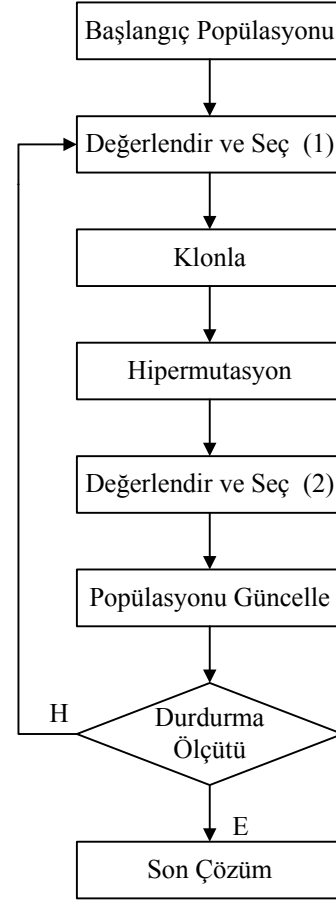 Başlangıç Popülasyonu
Değerlendir ve Seç (1)
Klonla
Hipermutasyon
Değerlendir ve Seç (2)
Popülasyonu Güncelle
Durdurma
Ölçütü
H
E
Son Çözüm